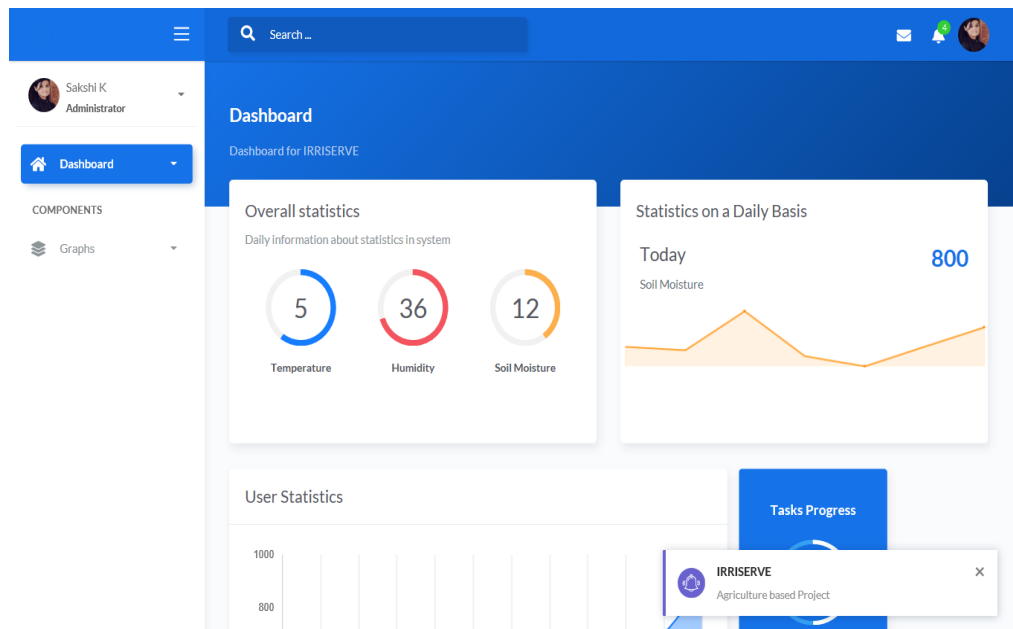 Search ...
4
Sakshi K
Administrator
Dashboard
COMPONENTS
Graphs
Dashboard
Dashboard for IRRISERVE
Overall statistics
Daily information about statistics in system
5
36
12
Temperature
Humidity
Soil Moisture
Statistics on a Daily Basis
Today
800
Soil Moisture
User Statistics
1000
800
Tasks Progress
IRRISERVE
Agriculture based Project